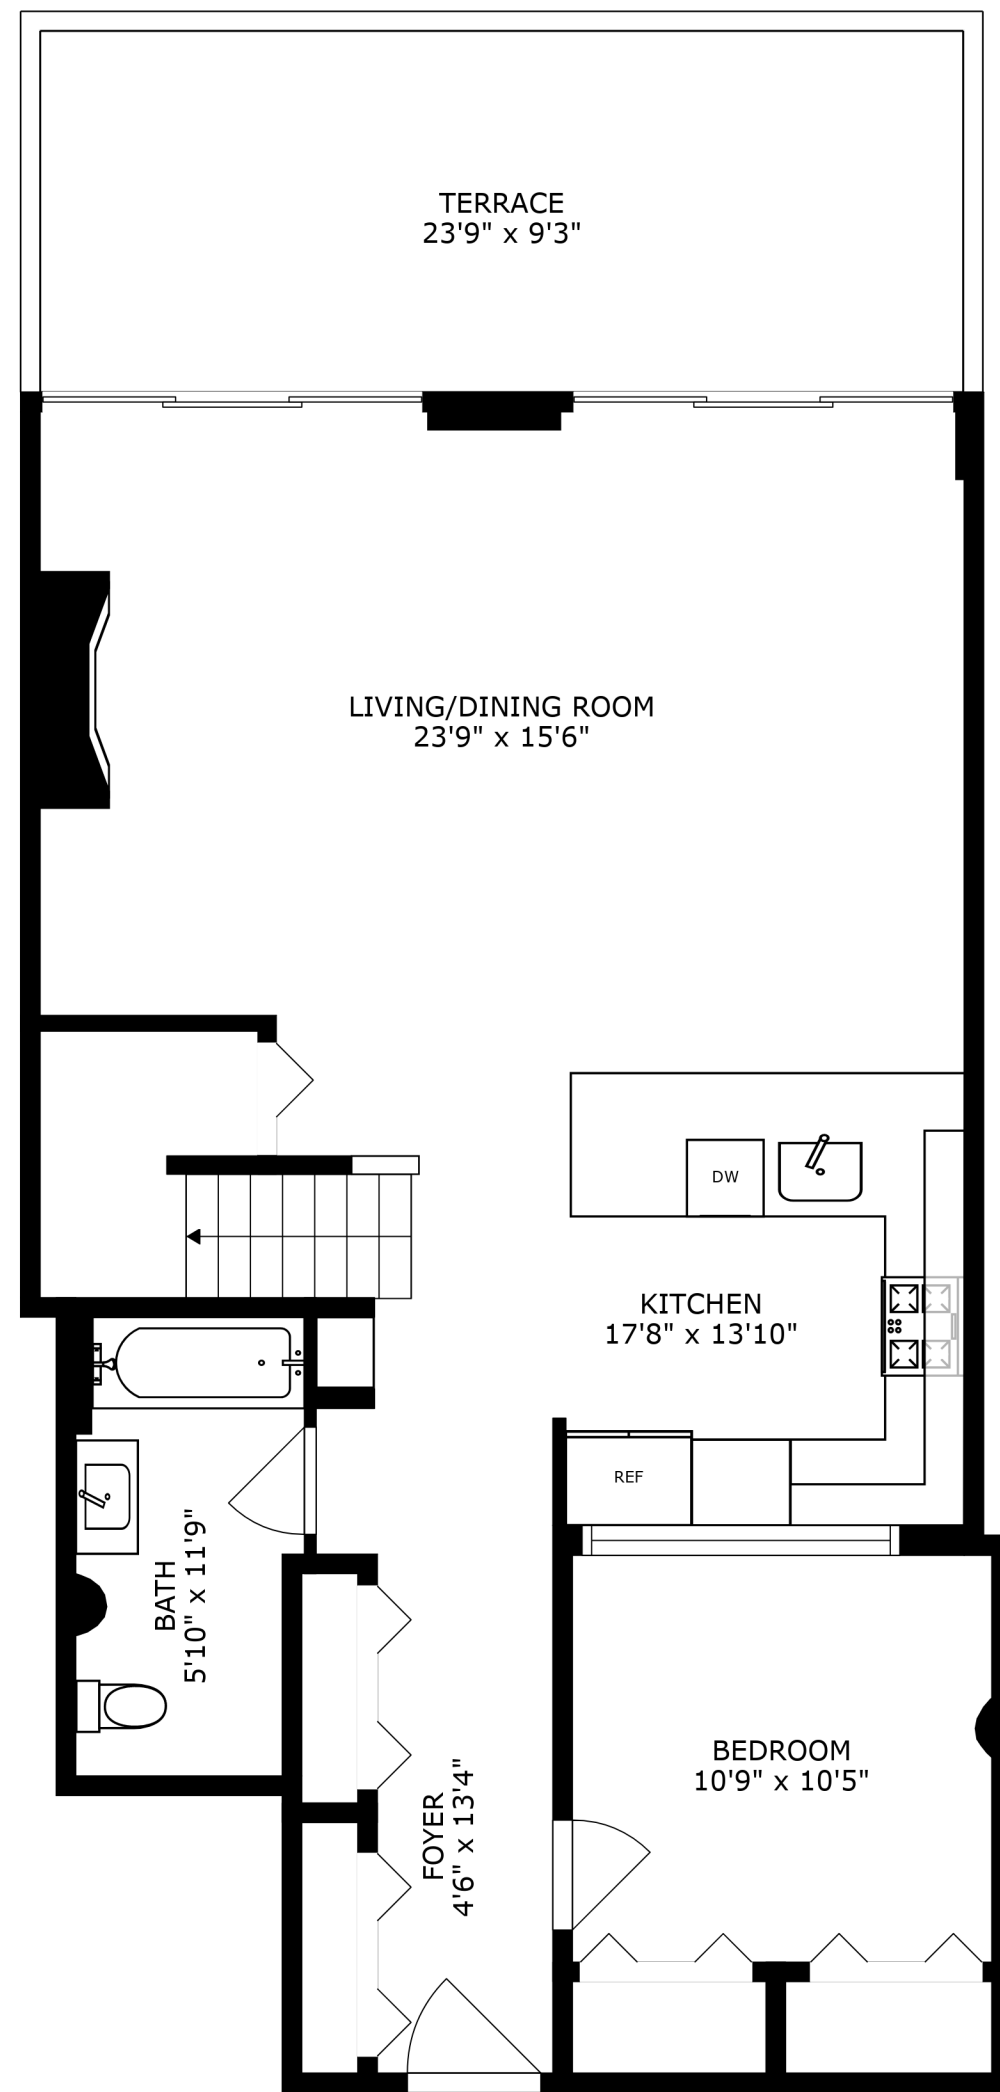 TERRACE
23'9" x 9'3"
LIVING/DINING ROOM
23'9" x 15'6"
DW
KITCHEN
17'8" x 13'10"
REF
BATH
5'10" x 11'9"
BEDROOM
10'9" x 10'5"
FOYER
4'6" x 13'4"